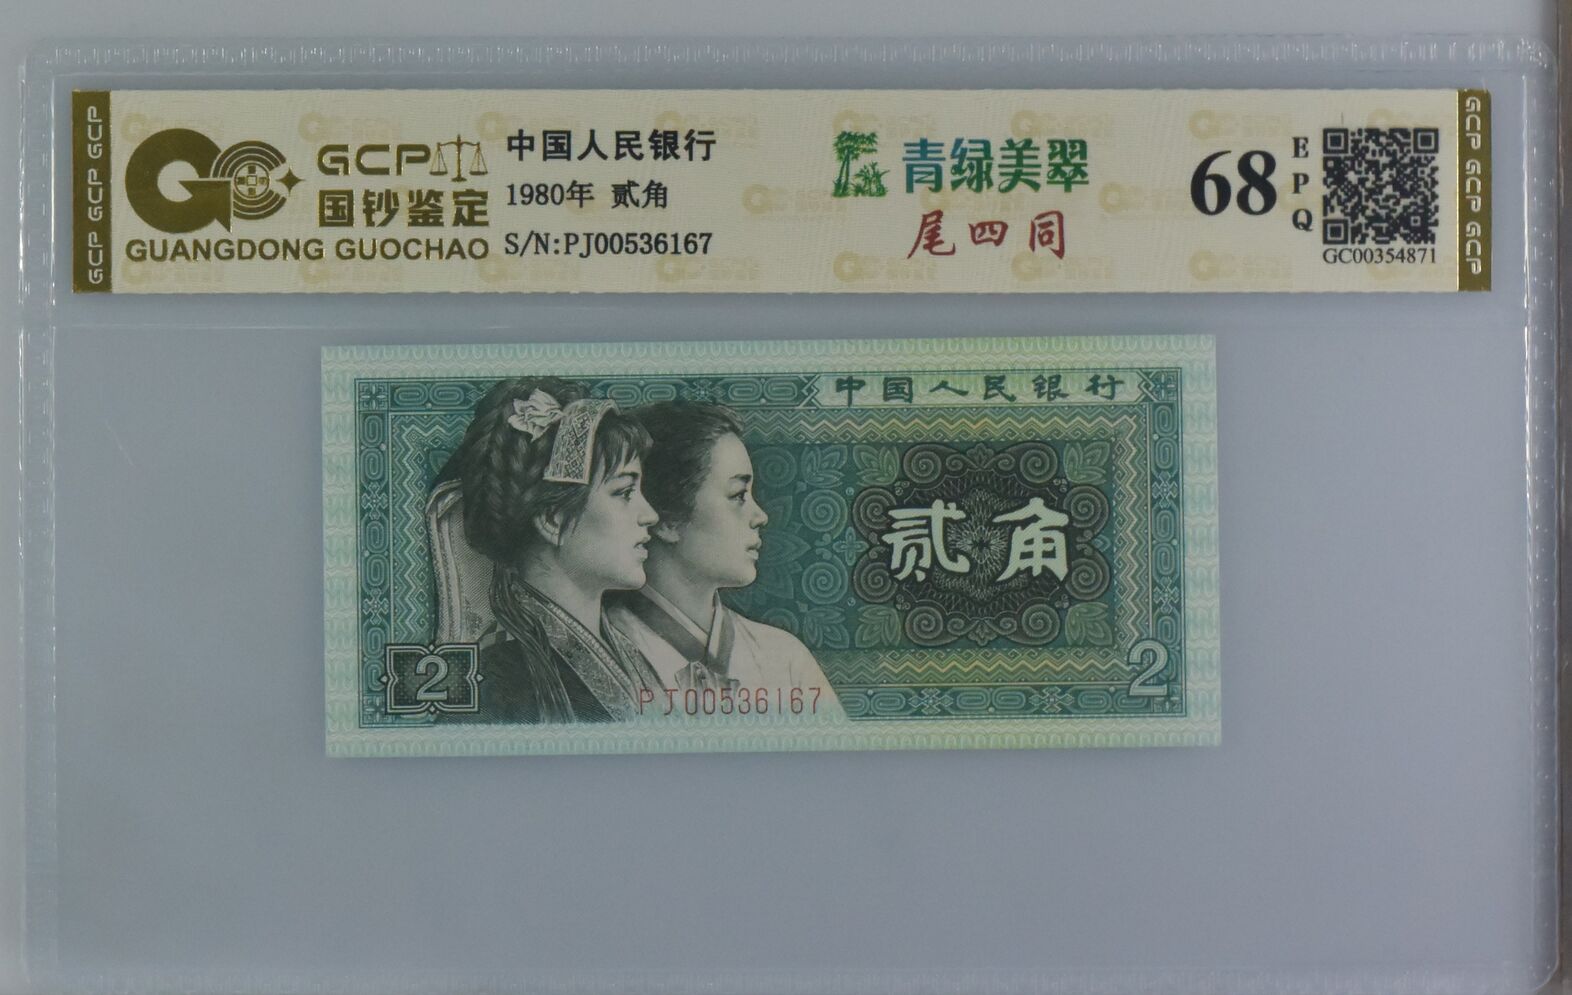 GCP GCP GCP
GCP
国钞鉴定
GUANGDONG GUOCHAO
中国人民银行
1980年 贰角
S/N:PJ00536167
青绿美翠
尾四同
68
EPQ
GC00354871
GCP GCP GCP
中国人民银行
贰角
2
PJ00536167
2